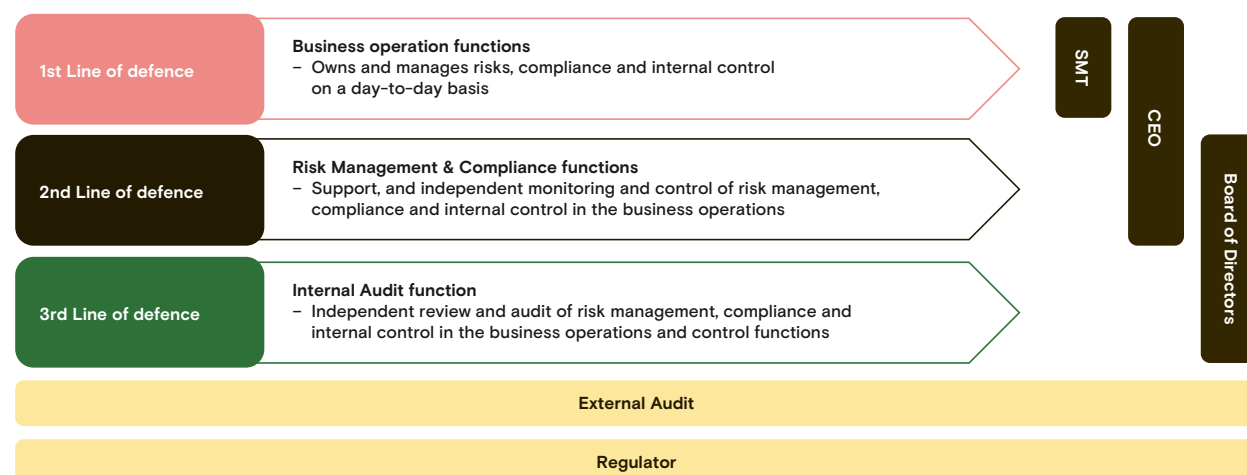 1st Line of defence
Business operation functions
– Owns and manages risks, compliance and internal control
on a day-to-day basis
2nd Line of defence
Risk Management & Compliance functions
– Support, and independent monitoring and control of risk management,
compliance and internal control in the business operations
3rd Line of defence
Internal Audit function
– Independent review and audit of risk management, compliance and
internal control in the business operations and control functions
SMT
CEO
Board of Directors
External Audit
Regulator